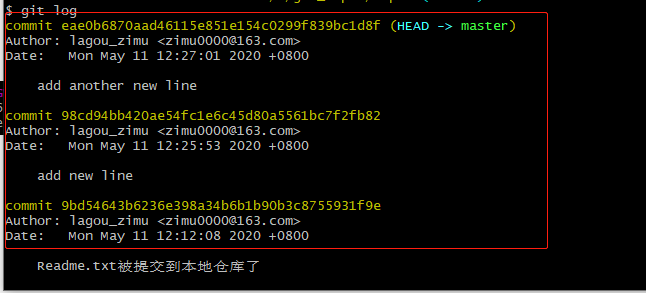 $ git log
commit eae0b6870aad46115e851e154c0299f839bc1d8f (HEAD -> master)
Author: lagou_zimu <zimu0000@163.com>
Date:   Mon May 11 12:27:01 2020 +0800
add another new line
commit 98cd94bb420ae54fc1e6c45d80a5561bc7f2fb82
Author: lagou_zimu <zimu0000@163.com>
Date:   Mon May 11 12:25:53 2020 +0800
add new line
commit 9bd54643b6236e398a34b6b1b90b3c8755931f9e
Author: lagou_zimu <zimu0000@163.com>
Date:   Mon May 11 12:12:08 2020 +0800
Readme.txt被提交到本地仓库了